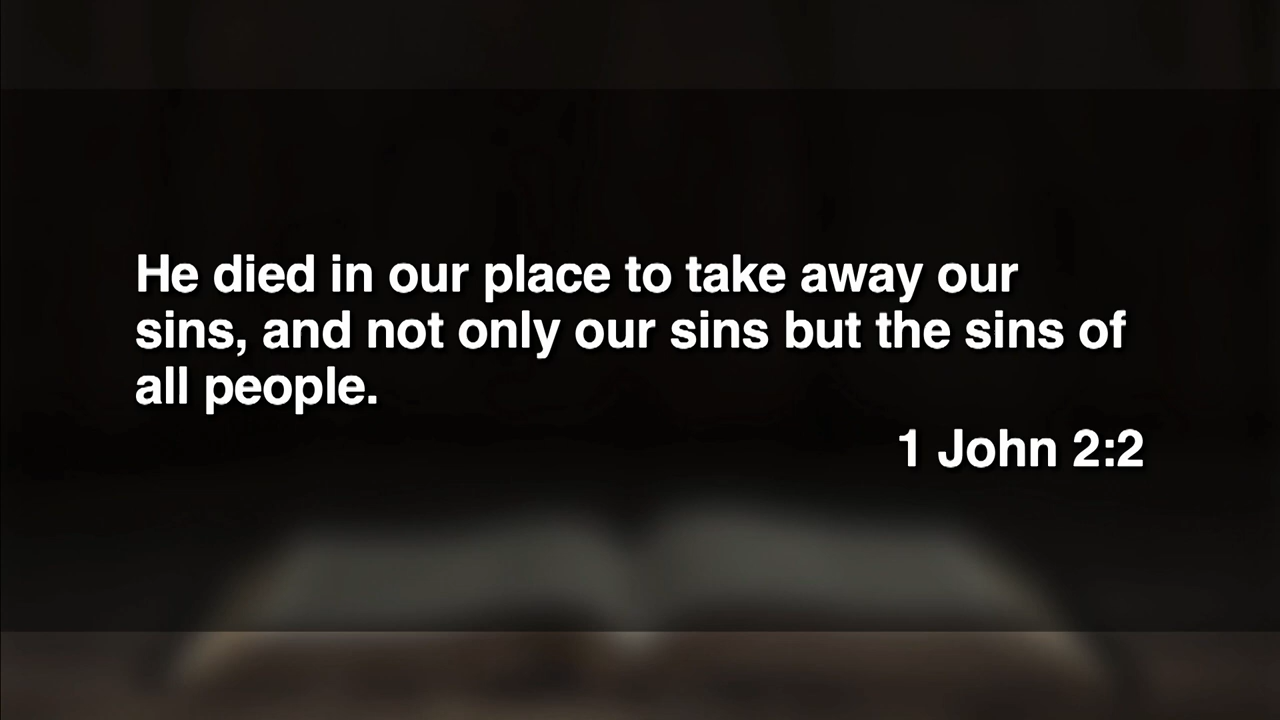 He died in our place to take away our
sins, and not only our sins but the sins of
all people.
1 John 2:2